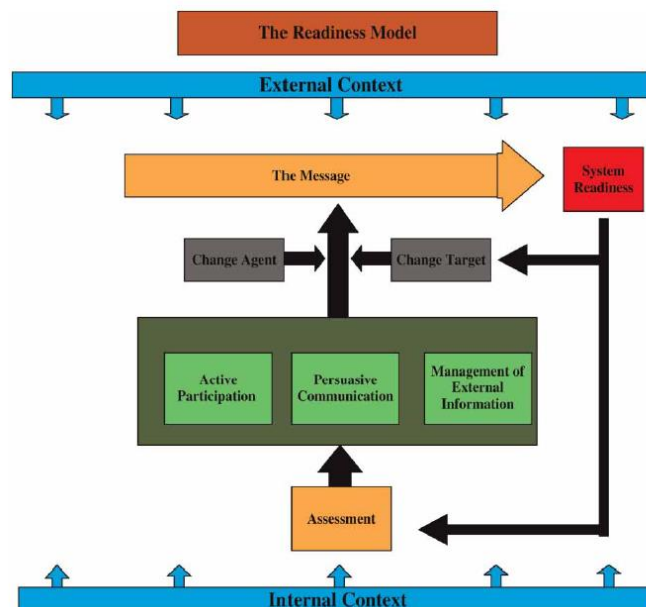 The Readiness Model
External Context
The Message
System
Readiness
Change Agent
Change Target
Active
Participation
Persuasive
Communication
Management of
External
Information
Assessment
Internal Context